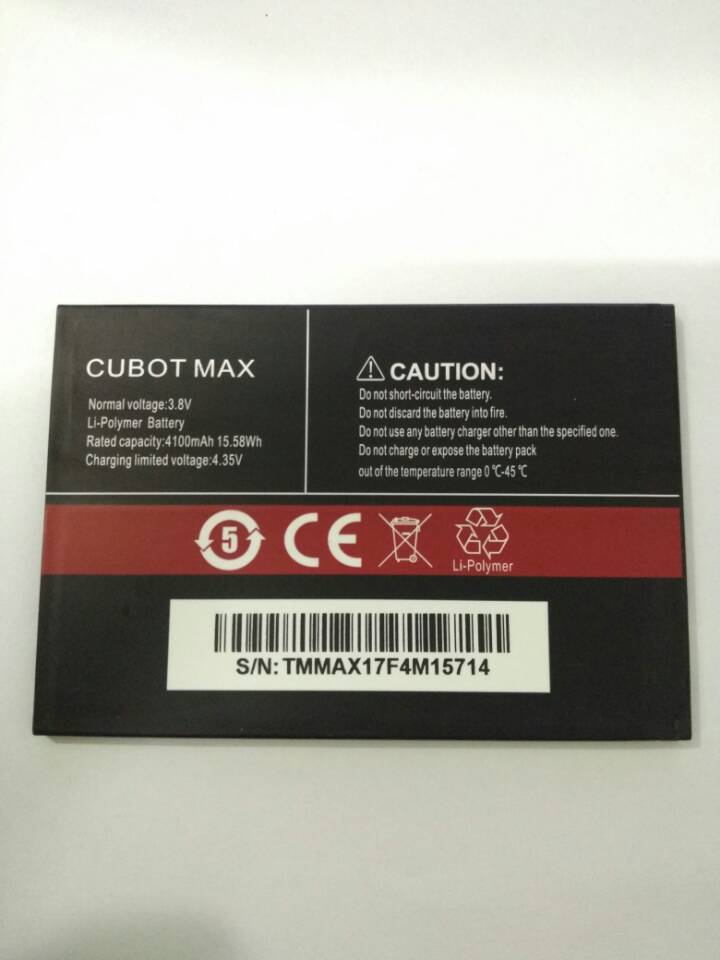 CUBOT MAX
Normal voltage:3.8V
Li-Polymer Battery
Rated capacity:4100mAh 15.58Wh
Charging limited voltage:4.35V
CAUTION:
Do not short-circuit the battery.
Do not discard the battery into fire.
Do not use any battery charger other than the specified one.
Do not charge or expose the battery pack
out of the temperature range 0 ℃-45 ℃
5
CE
Li-Polymer
S/N: TMMAX17F4M15714